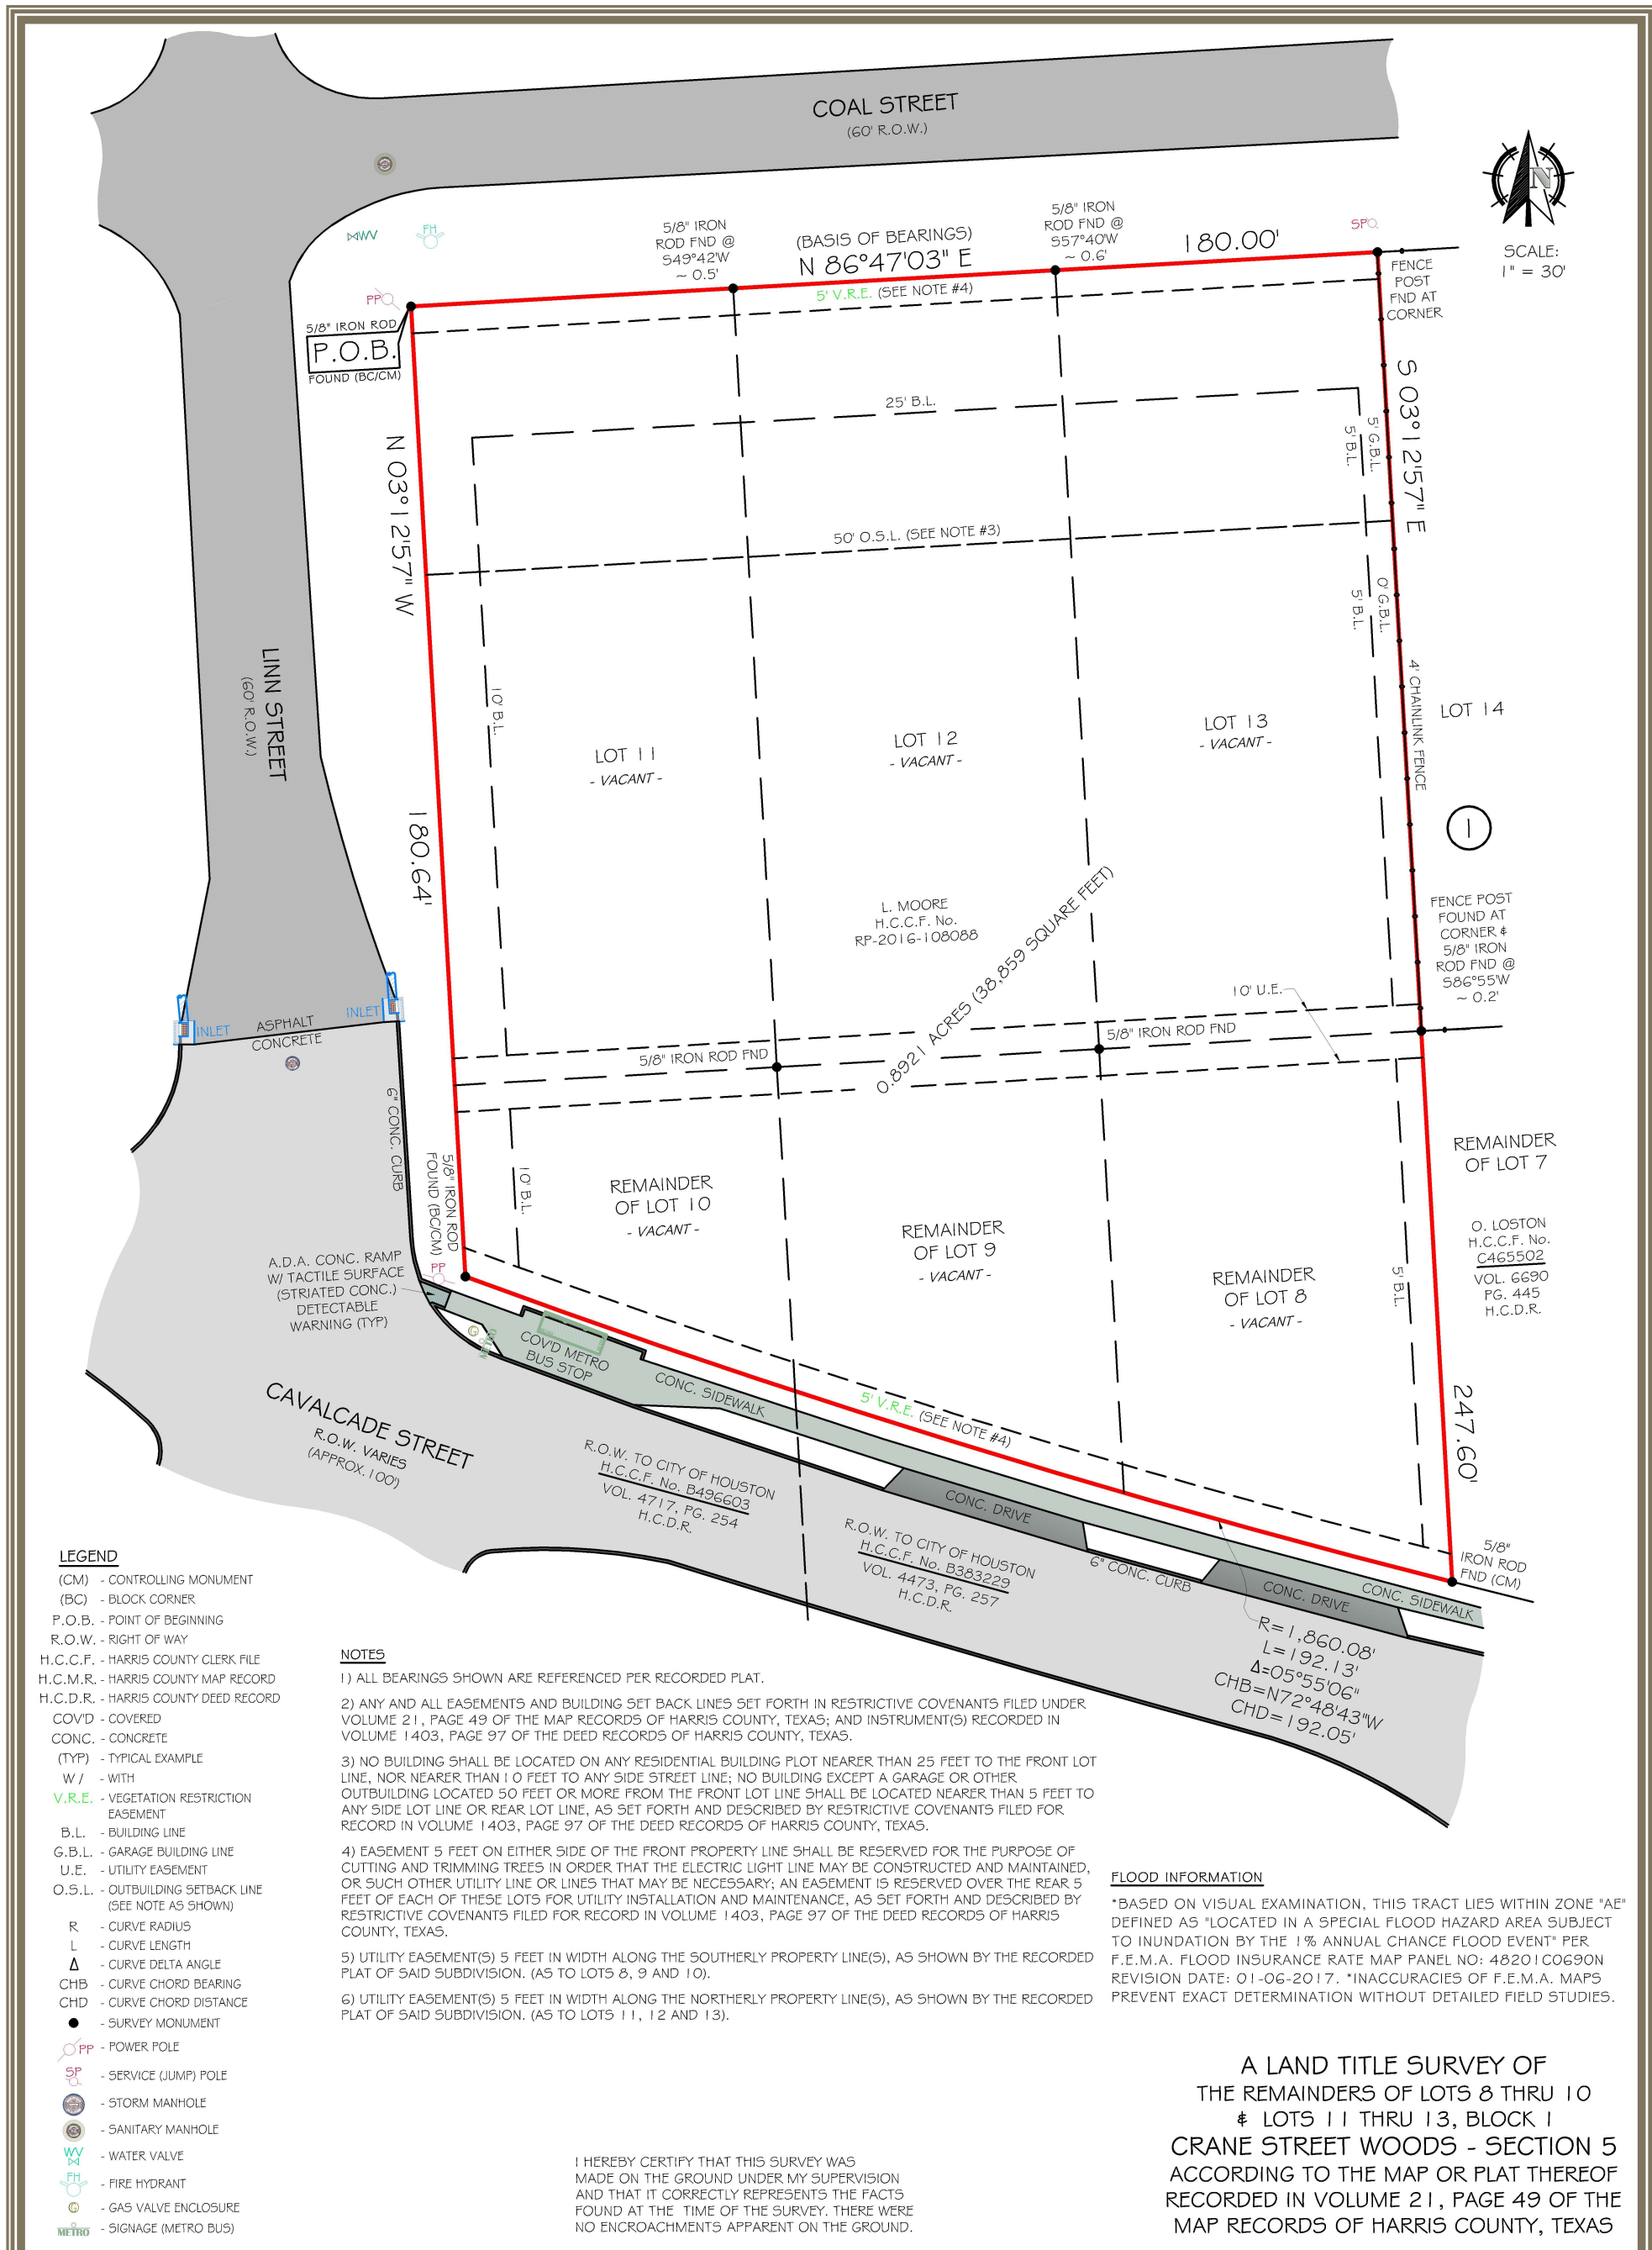 COAL STREET
(60' R.O.W.)
N
SCALE:
1" = 30'
WV
FH
5/8" IRON
ROD FND @
S49°42'W
~ 0.5'
(BASIS OF BEARINGS)
N 86°47'03" E
5/8" IRON
ROD FND @
S57°40'W
~ 0.6'
180.00'
SP
5' V.R.E. (SEE NOTE #4)
FENCE
POST
FND AT
CORNER
PP
5/8" IRON ROD
P.O.B.
FOUND (BC/CM)
25' B.L.
5' G.B.L.
5' B.L.
S 03°12'57" E
N 03°12'57" W
50' O.S.L. (SEE NOTE #3)
0' G.B.L.
5' B.L.
LINN STREET
(60' R.O.W.)
10' B.L.
LOT 11
- VACANT -
LOT 12
- VACANT -
LOT 13
- VACANT -
4' CHAINLINK FENCE
LOT 14
1
180.64'
L. MOORE
H.C.C.F. No.
RP-2016-108088
0.8921 ACRES (38,859 SQUARE FEET)
FENCE POST
FOUND AT
CORNER &
5/8" IRON
ROD FND @
S86°55'W
~ 0.2'
10' U.E.
INLET
INLET
ASPHALT
CONCRETE
5/8" IRON ROD FND
5/8" IRON ROD FND
6" CONC. CURB
5/8" IRON ROD
FOUND (BC/CM)
10' B.L.
REMAINDER
OF LOT 10
- VACANT -
REMAINDER
OF LOT 9
- VACANT -
REMAINDER
OF LOT 8
- VACANT -
5' B.L.
REMAINDER
OF LOT 7
O. LOSTON
H.C.C.F. No.
C465502
VOL. 6690
PG. 445
H.C.D.R.
247.60'
A.D.A. CONC. RAMP
W/ TACTILE SURFACE
(STRIATED CONC.)
DETECTABLE
WARNING (TYP)
PP
G
METRO
COV'D METRO
BUS STOP
CONC. SIDEWALK
5' V.R.E. (SEE NOTE #4)
CAVALCADE STREET
R.O.W. VARIES
(APPROX. 100')
R.O.W. TO CITY OF HOUSTON
H.C.C.F. No. B496603
VOL. 4717, PG. 254
H.C.D.R.
CONC. DRIVE
R.O.W. TO CITY OF HOUSTON
H.C.C.F. No. B383229
VOL. 4473, PG. 257
H.C.D.R.
6" CONC. CURB
CONC. DRIVE
CONC. SIDEWALK
5/8"
IRON ROD
FND (CM)
R=1,860.08'
L=192.13'
Δ=05°55'06"
CHB=N72°48'43"W
CHD=192.05'
LEGEND
(CM) - CONTROLLING MONUMENT
(BC) - BLOCK CORNER
P.O.B. - POINT OF BEGINNING
R.O.W. - RIGHT OF WAY
H.C.C.F. - HARRIS COUNTY CLERK FILE
H.C.M.R. - HARRIS COUNTY MAP RECORD
H.C.D.R. - HARRIS COUNTY DEED RECORD
COV'D - COVERED
CONC. - CONCRETE
(TYP) - TYPICAL EXAMPLE
W / - WITH
V.R.E. - VEGETATION RESTRICTION
EASEMENT
B.L. - BUILDING LINE
G.B.L. - GARAGE BUILDING LINE
U.E. - UTILITY EASEMENT
O.S.L. - OUTBUILDING SETBACK LINE
(SEE NOTE AS SHOWN)
R - CURVE RADIUS
L - CURVE LENGTH
Δ - CURVE DELTA ANGLE
CHB - CURVE CHORD BEARING
CHD - CURVE CHORD DISTANCE
- SURVEY MONUMENT
PP - POWER POLE
SP - SERVICE (JUMP) POLE
- STORM MANHOLE
- SANITARY MANHOLE
WV - WATER VALVE
FH - FIRE HYDRANT
G - GAS VALVE ENCLOSURE
METRO - SIGNAGE (METRO BUS)
NOTES
1) ALL BEARINGS SHOWN ARE REFERENCED PER RECORDED PLAT.
2) ANY AND ALL EASEMENTS AND BUILDING SET BACK LINES SET FORTH IN RESTRICTIVE COVENANTS FILED UNDER
VOLUME 21, PAGE 49 OF THE MAP RECORDS OF HARRIS COUNTY, TEXAS; AND INSTRUMENT(S) RECORDED IN
VOLUME 1403, PAGE 97 OF THE DEED RECORDS OF HARRIS COUNTY, TEXAS.
3) NO BUILDING SHALL BE LOCATED ON ANY RESIDENTIAL BUILDING PLOT NEARER THAN 25 FEET TO THE FRONT LOT
LINE, NOR NEARER THAN 10 FEET TO ANY SIDE STREET LINE; NO BUILDING EXCEPT A GARAGE OR OTHER
OUTBUILDING LOCATED 50 FEET OR MORE FROM THE FRONT LOT LINE SHALL BE LOCATED NEARER THAN 5 FEET TO
ANY SIDE LOT LINE OR REAR LOT LINE, AS SET FORTH AND DESCRIBED BY RESTRICTIVE COVENANTS FILED FOR
RECORD IN VOLUME 1403, PAGE 97 OF THE DEED RECORDS OF HARRIS COUNTY, TEXAS.
4) EASEMENT 5 FEET ON EITHER SIDE OF THE FRONT PROPERTY LINE SHALL BE RESERVED FOR THE PURPOSE OF
CUTTING AND TRIMMING TREES IN ORDER THAT THE ELECTRIC LIGHT LINE MAY BE CONSTRUCTED AND MAINTAINED,
OR SUCH OTHER UTILITY LINE OR LINES THAT MAY BE NECESSARY; AN EASEMENT IS RESERVED OVER THE REAR 5
FEET OF EACH OF THESE LOTS FOR UTILITY INSTALLATION AND MAINTENANCE, AS SET FORTH AND DESCRIBED BY
RESTRICTIVE COVENANTS FILED FOR RECORD IN VOLUME 1403, PAGE 97 OF THE DEED RECORDS OF HARRIS
COUNTY, TEXAS.
5) UTILITY EASEMENT(S) 5 FEET IN WIDTH ALONG THE SOUTHERLY PROPERTY LINE(S), AS SHOWN BY THE RECORDED
PLAT OF SAID SUBDIVISION. (AS TO LOTS 8, 9 AND 10).
6) UTILITY EASEMENT(S) 5 FEET IN WIDTH ALONG THE NORTHERLY PROPERTY LINE(S), AS SHOWN BY THE RECORDED
PLAT OF SAID SUBDIVISION. (AS TO LOTS 11, 12 AND 13).
FLOOD INFORMATION
*BASED ON VISUAL EXAMINATION, THIS TRACT LIES WITHIN ZONE "AE"
DEFINED AS "LOCATED IN A SPECIAL FLOOD HAZARD AREA SUBJECT
TO INUNDATION BY THE 1% ANNUAL CHANCE FLOOD EVENT" PER
F.E.M.A. FLOOD INSURANCE RATE MAP PANEL NO: 48201C0690N
REVISION DATE: 01-06-2017. *INACCURACIES OF F.E.M.A. MAPS
PREVENT EXACT DETERMINATION WITHOUT DETAILED FIELD STUDIES.
I HEREBY CERTIFY THAT THIS SURVEY WAS
MADE ON THE GROUND UNDER MY SUPERVISION
AND THAT IT CORRECTLY REPRESENTS THE FACTS
FOUND AT THE TIME OF THE SURVEY. THERE WERE
NO ENCROACHMENTS APPARENT ON THE GROUND.
A LAND TITLE SURVEY OF
THE REMAINDERS OF LOTS 8 THRU 10
& LOTS 11 THRU 13, BLOCK 1
CRANE STREET WOODS - SECTION 5
ACCORDING TO THE MAP OR PLAT THEREOF
RECORDED IN VOLUME 21, PAGE 49 OF THE
MAP RECORDS OF HARRIS COUNTY, TEXAS